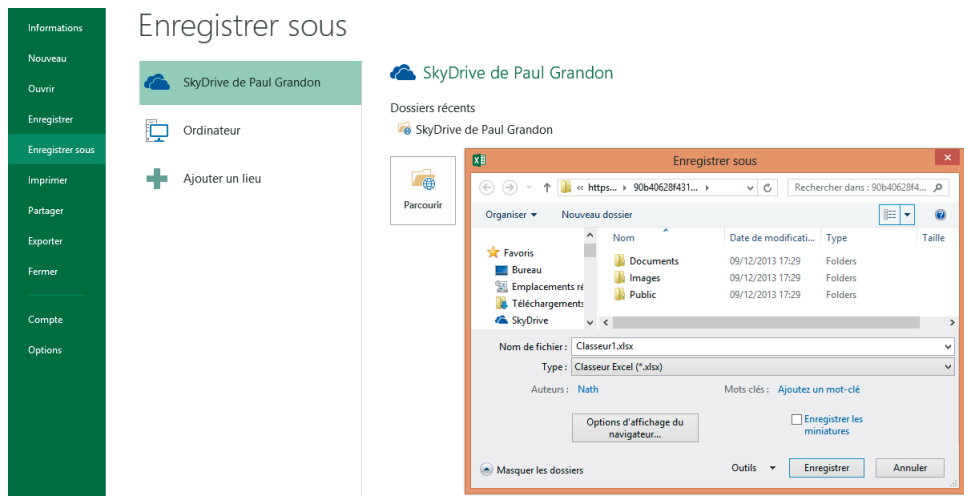 Informations
Nouveau
Ouvrir
Enregistrer
Enregistrer sous
Imprimer
Partager
Exporter
Fermer
Compte
Options
Enregistrer sous
SkyDrive de Paul Grandon
Ordinateur
Ajouter un lieu
SkyDrive de Paul Grandon
Dossiers récents
SkyDrive de Paul Grandon
Parcourir
Enregistrer sous
« https... 90b40628f431... Rechercher dans : 90b40628f4...
Organiser Nouveau dossier
Nom Date de modificati... Type Taille
Favoris
Bureau
Emplacements ré
Téléchargements
SkyDrive
Documents 09/12/2013 17:29 Folders
Images 09/12/2013 17:29 Folders
Public 09/12/2013 17:29 Folders
Nom de fichier : Classeur1.xlsx
Type : Classeur Excel (*.xlsx)
Auteurs : Nath Mots clés : Ajoutez un mot-clé
Options d'affichage du
navigateur...
Enregistrer les
miniatures
Masquer les dossiers Outils Enregistrer Annuler